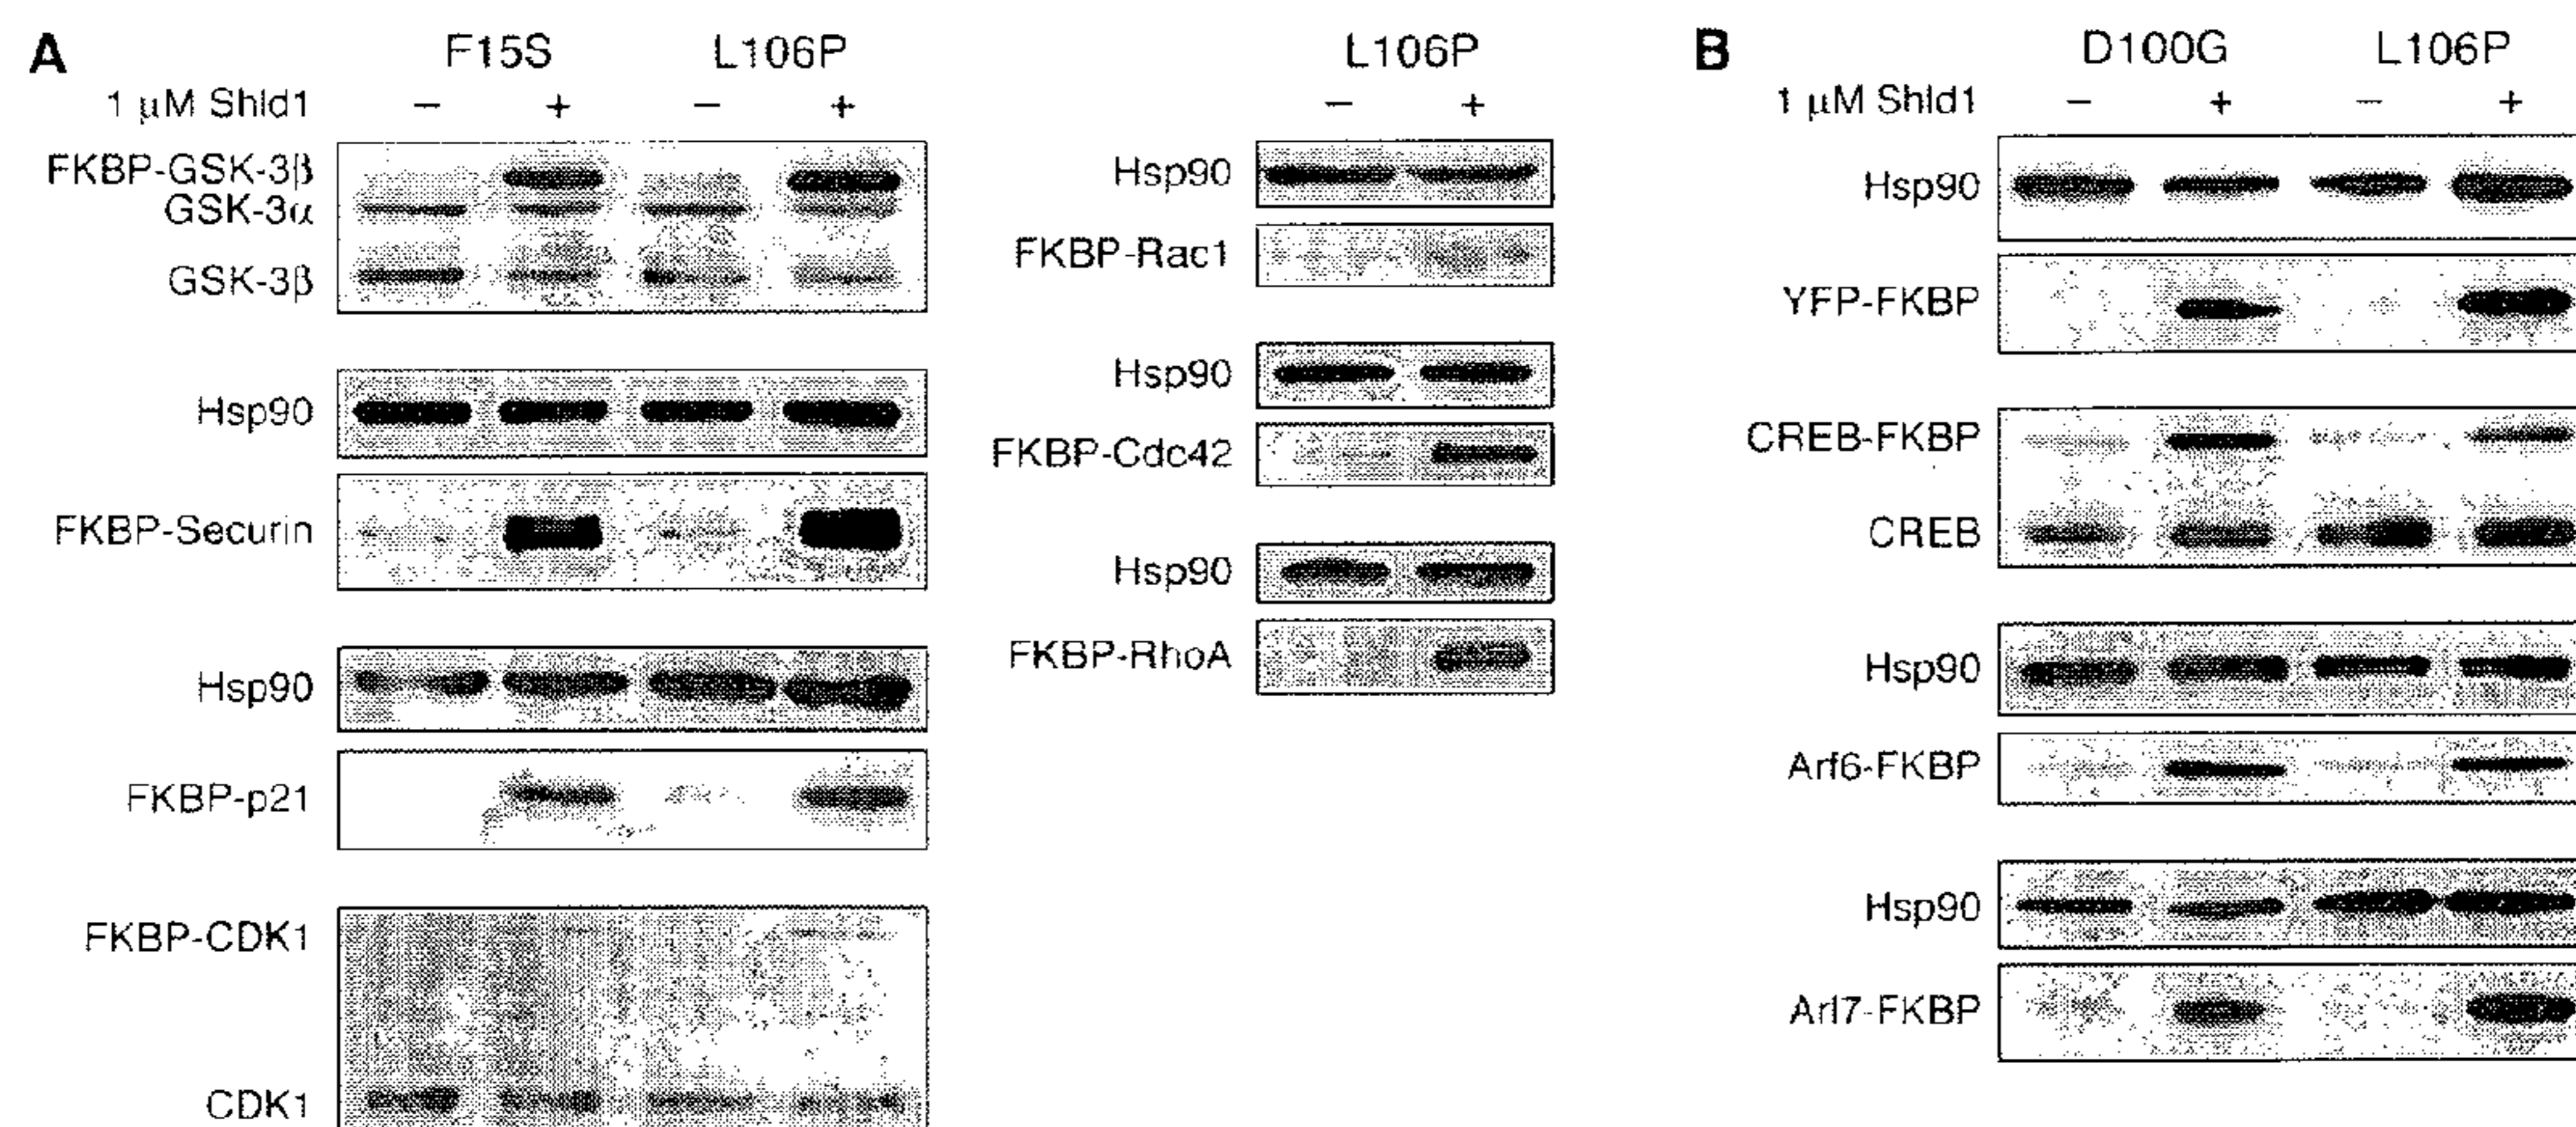 A
F15S L106P
1 μM Shld1 − + − +
FKBP-GSK-3β
GSK-3α
GSK-3β
Hsp90
FKBP-Securin
Hsp90
FKBP-p21
FKBP-CDK1
CDK1
L106P
− +
Hsp90
FKBP-Rac1
Hsp90
FKBP-Cdc42
Hsp90
FKBP-RhoA
B
D100G L106P
1 μM Shld1 − + − +
Hsp90
YFP-FKBP
CREB-FKBP
CREB
Hsp90
Arf6-FKBP
Hsp90
Arl7-FKBP